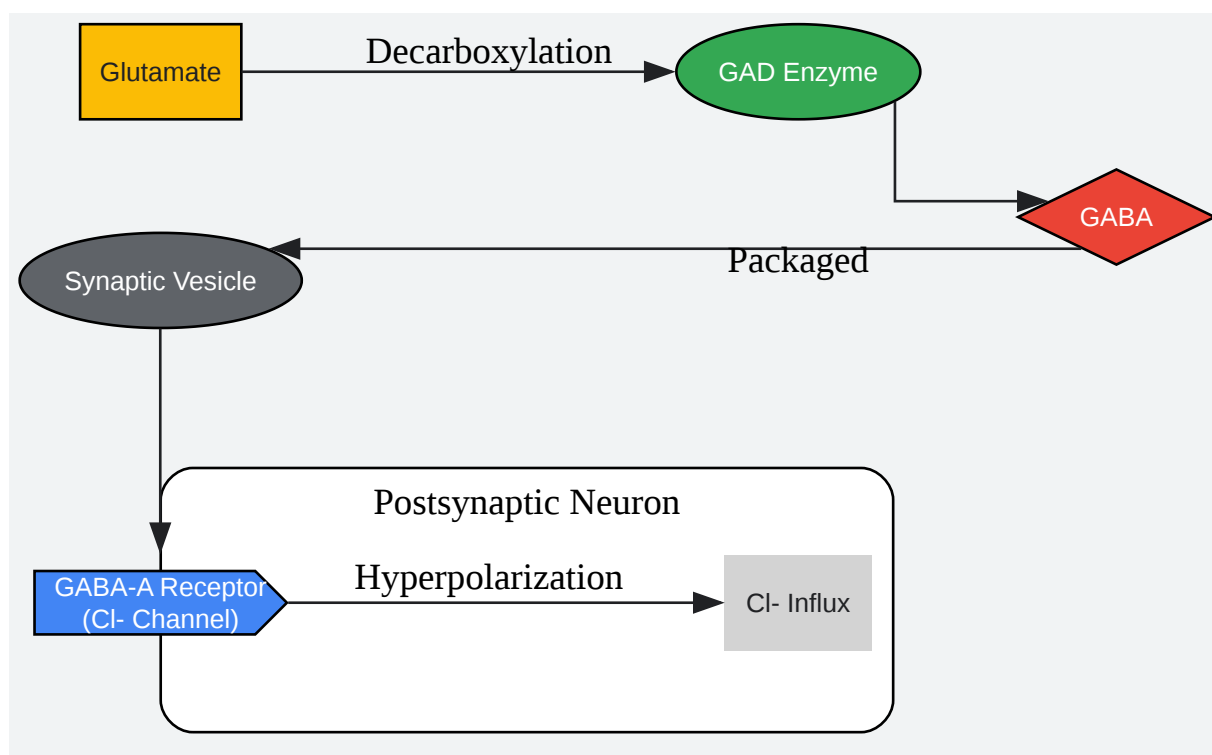 Glutamate
Decarboxylation
GAD Enzyme
GABA
Packaged
Synaptic Vesicle
Postsynaptic Neuron
GABA-A Receptor
(Cl- Channel)
Hyperpolarization
Cl- Influx